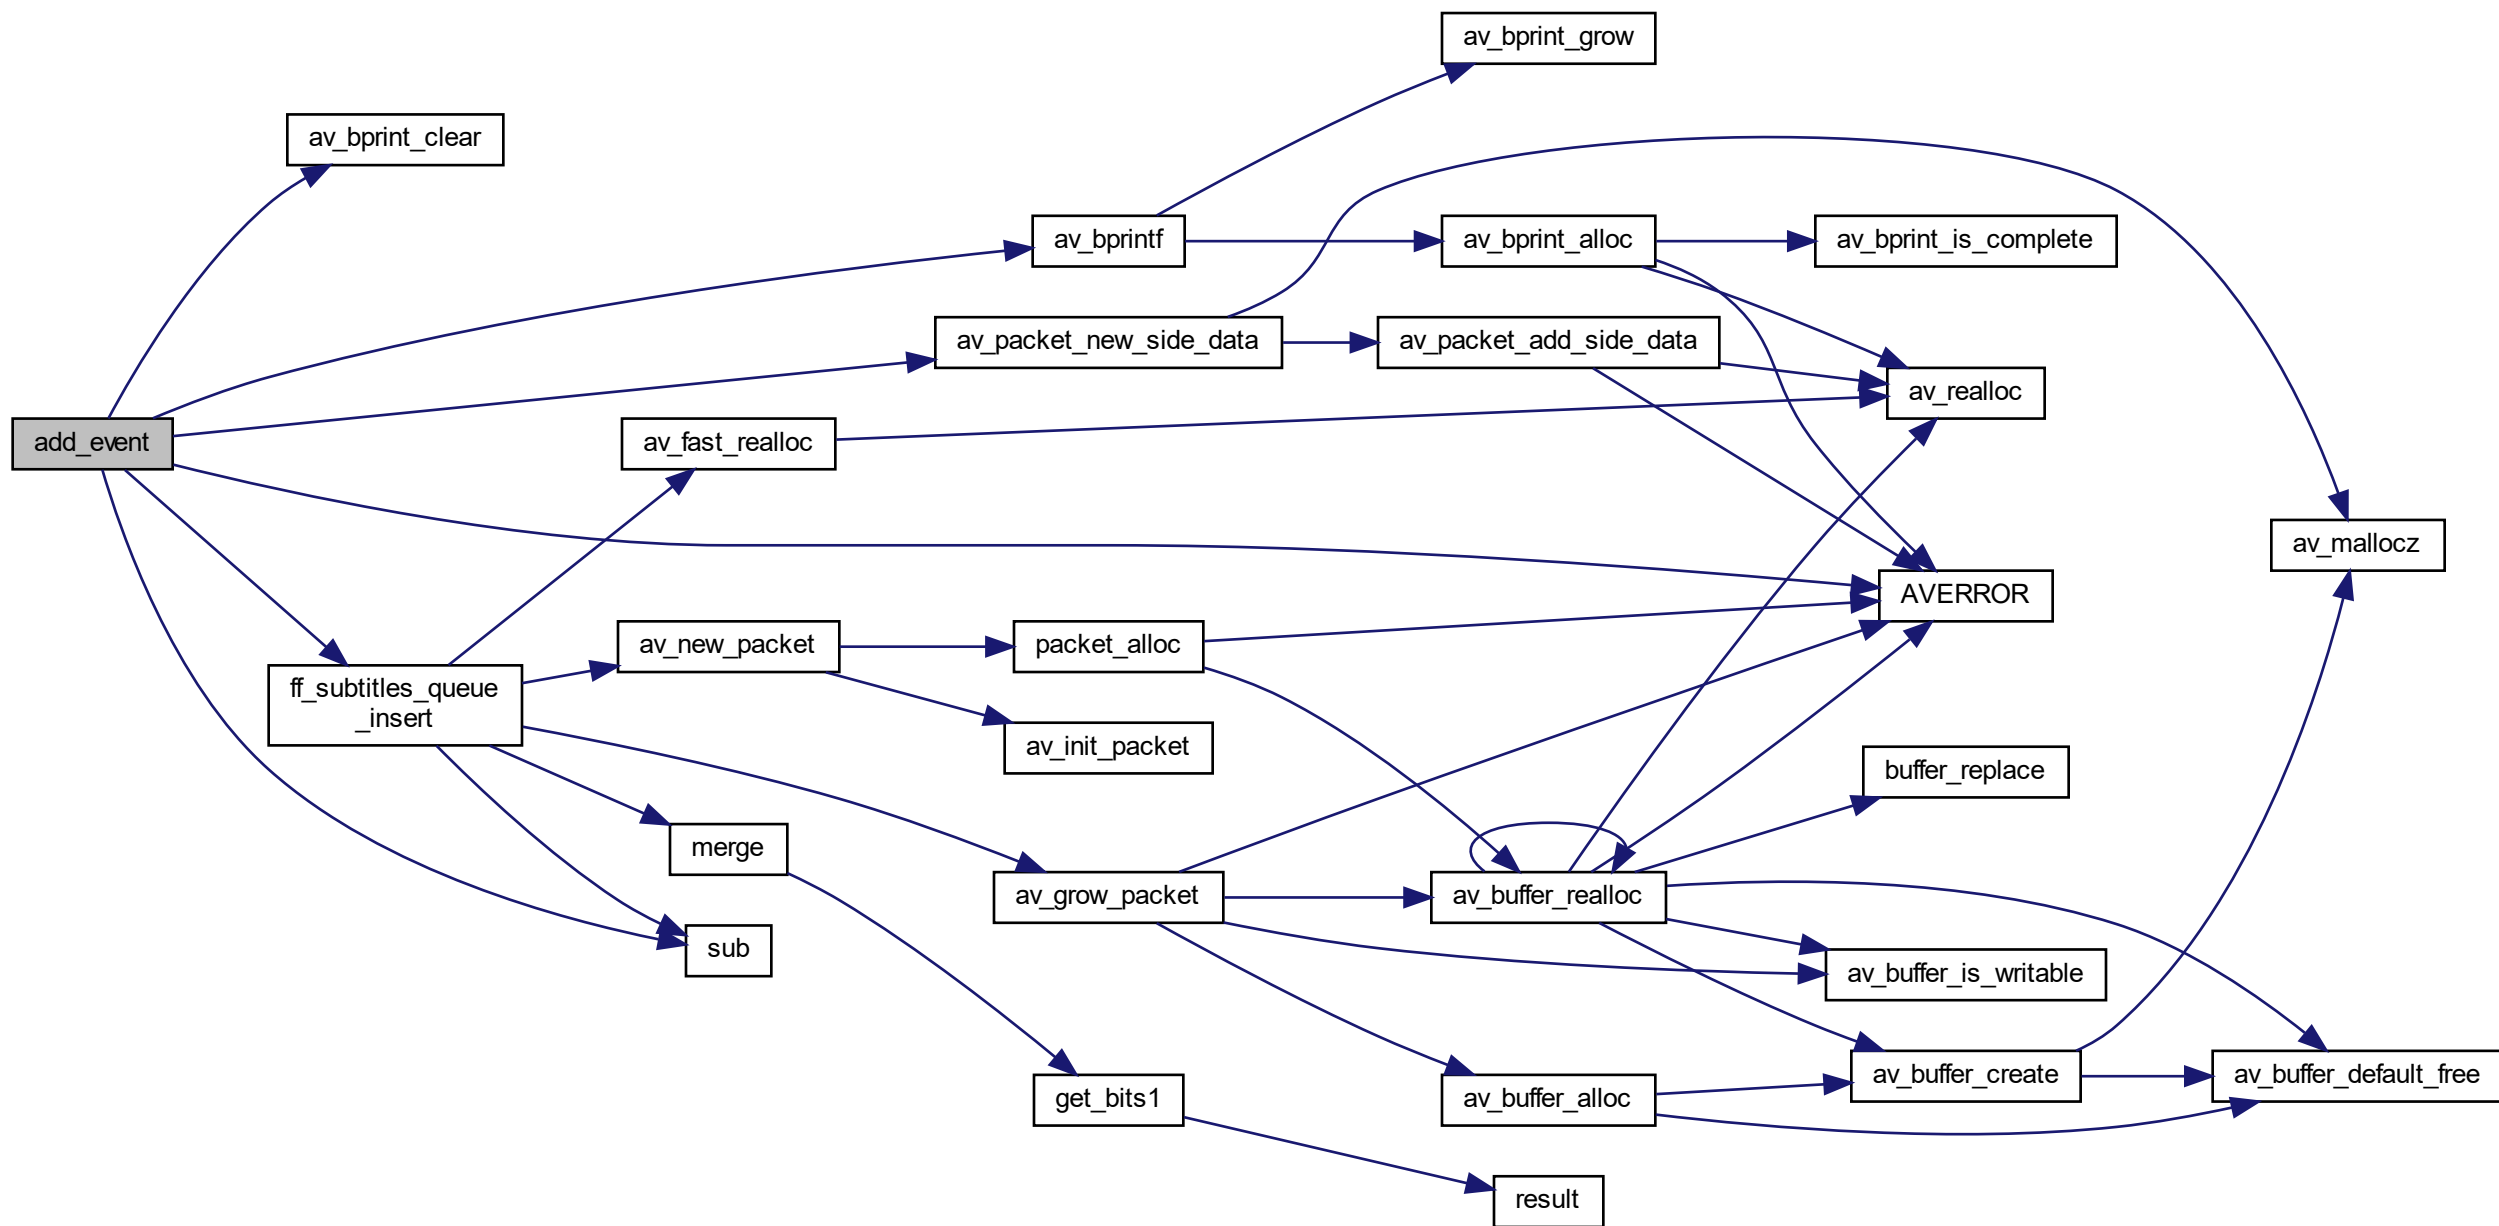 av_bprint_grow
av_bprint_clear
av_bprintf
av_bprint_alloc
av_bprint_is_complete
av_packet_new_side_data
av_packet_add_side_data
av_realloc
add_event
av_fast_realloc
av_mallocz
AVERROR
av_new_packet
packet_alloc
ff_subtitles_queue
_insert
av_init_packet
buffer_replace
merge
av_grow_packet
av_buffer_realloc
sub
av_buffer_is_writable
get_bits1
av_buffer_alloc
av_buffer_create
av_buffer_default_free
result